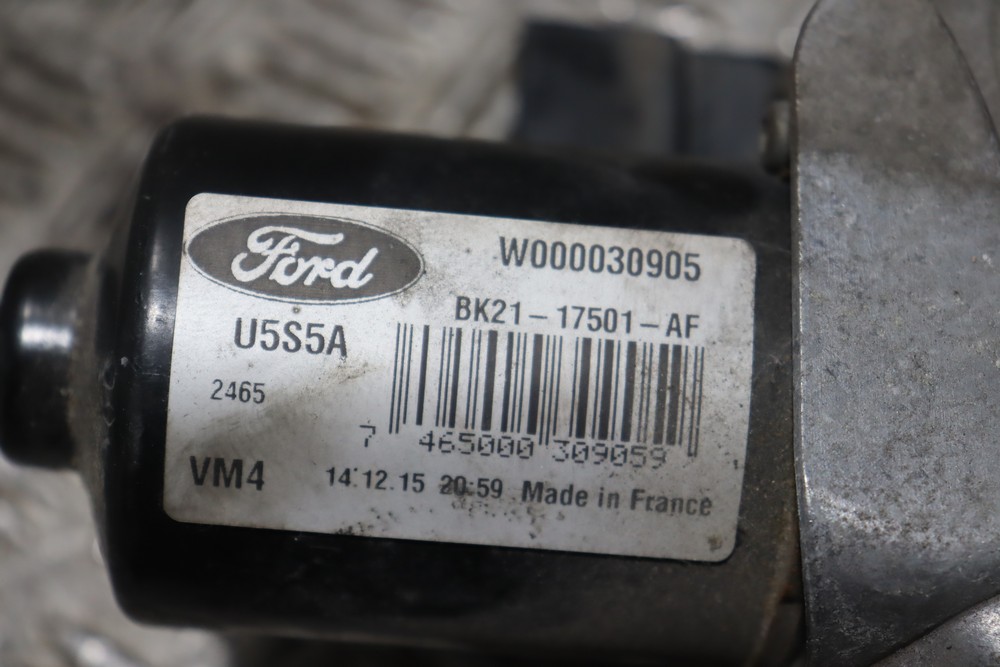 Ford
W000030905
BK21-17501-AF
U5S5A
2465
7 465000 309059
VM4
14.12.15 20:59 Made in France